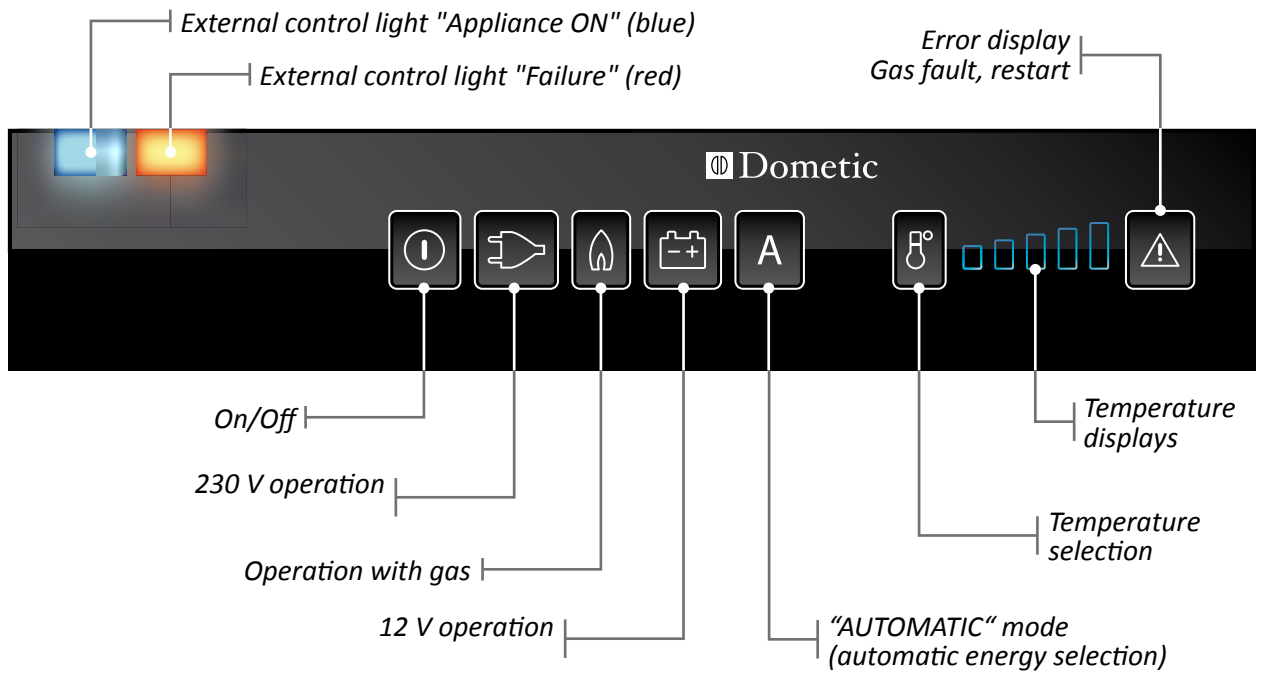 External control light "Appliance ON" (blue)
External control light "Failure" (red)
Error display
Gas fault, restart
Dometic
A
On/Off
230 V operation
Operation with gas
12 V operation
Temperature
displays
Temperature
selection
“AUTOMATIC“ mode
(automatic energy selection)